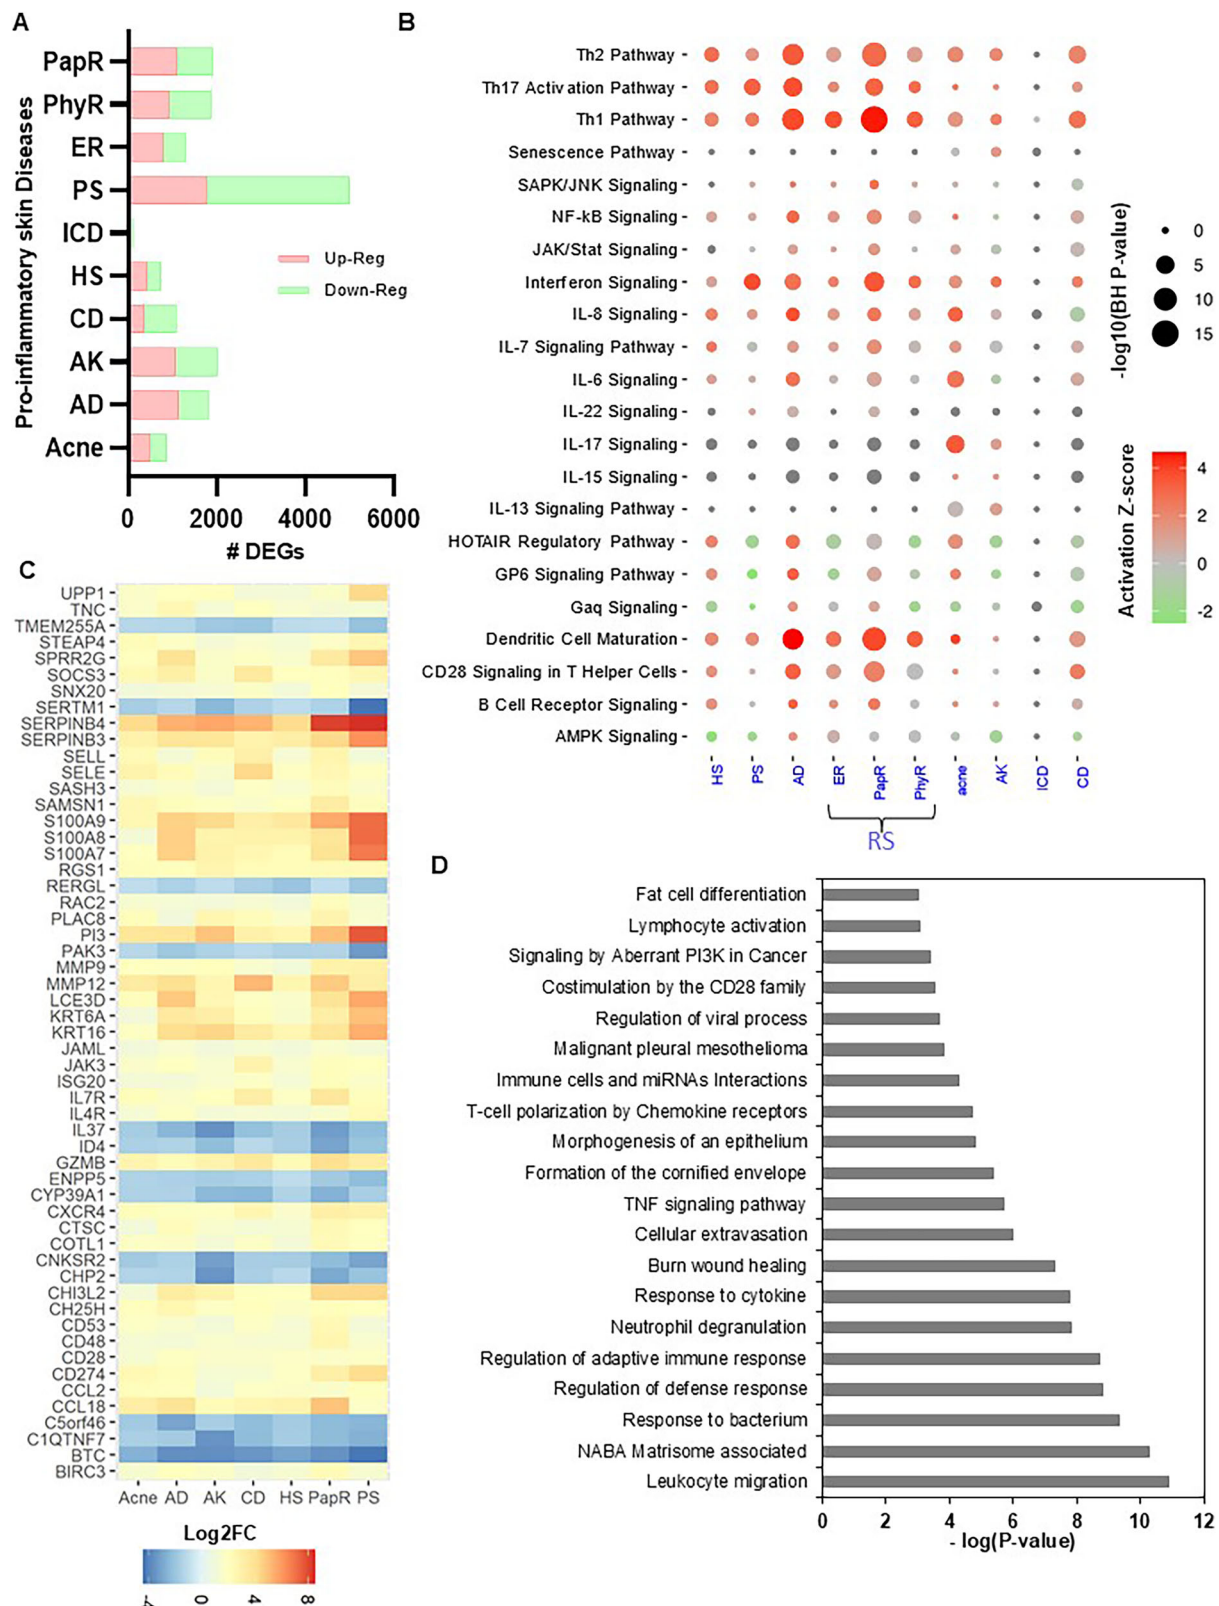 A
Pro-inflammatory skin Diseases
PapR
PhyR
ER
PS
ICD
HS
CD
AK
AD
Acne
Up-Reg
Down-Reg
0 2000 4000 6000
# DEGs
B
Th2 Pathway
Th17 Activation Pathway
Th1 Pathway
Senescence Pathway
SAPK/JNK Signaling
NF-kB Signaling
JAK/Stat Signaling
Interferon Signaling
IL-8 Signaling
IL-7 Signaling Pathway
IL-6 Signaling
IL-22 Signaling
IL-17 Signaling
IL-15 Signaling
IL-13 Signaling Pathway
HOTAIR Regulatory Pathway
GP6 Signaling Pathway
Gaq Signaling
Dendritic Cell Maturation
CD28 Signaling in T Helper Cells
B Cell Receptor Signaling
AMPK Signaling
HS PS AD ER PapR PhyR acne AK ICD CD
RS
-log10(BH P-value)
0
5
10
15
Activation Z-score
4
2
0
-2
C
UPP1
TNC
TMEM255A
STEAP4
SPRR2G
SOCS3
SNX20
SERTM1
SERPINB4
SERPINB3
SELL
SELE
SASH3
SAMSN1
S100A9
S100A8
S100A7
RGS1
RERGL
RAC2
PLAC8
PI3
PAK3
MMP9
MMP12
LCE3D
KRT6A
KRT16
JAML
JAK3
ISG20
IL7R
IL4R
IL37
ID4
GZMB
ENPP5
CYP39A1
CXCR4
CTSC
COTL1
CNKSR2
CHP2
CHI3L2
CH25H
CD53
CD48
CD28
CD274
CCL2
CCL18
C5orf46
C1QTNF7
BTC
BIRC3
Acne AD AK CD HS PapR PS
Log2FC
-4 0 4 8
D
Fat cell differentiation
Lymphocyte activation
Signaling by Aberrant PI3K in Cancer
Costimulation by the CD28 family
Regulation of viral process
Malignant pleural mesothelioma
Immune cells and miRNAs Interactions
T-cell polarization by Chemokine receptors
Morphogenesis of an epithelium
Formation of the cornified envelope
TNF signaling pathway
Cellular extravasation
Burn wound healing
Response to cytokine
Neutrophil degranulation
Regulation of adaptive immune response
Regulation of defense response
Response to bacterium
NABA Matrisome associated
Leukocyte migration
0 2 4 6 8 10 12
- log(P-value)